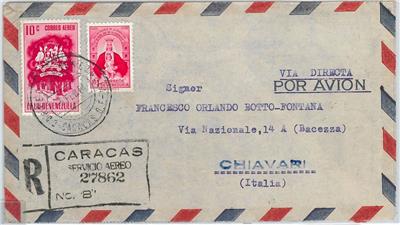 10c CORREO AEREO
VENEZUELA
CARACAS
VIA DIRECTA
POR AVION
Signor
FRANCESCO ORLANDO BOTTO-FONTANA
Via Nazionale,14 A (Bacezza)
CHIAVARI
(Italia)
R
CARACAS
SERVICIO AEREO
27862
NO. "B"